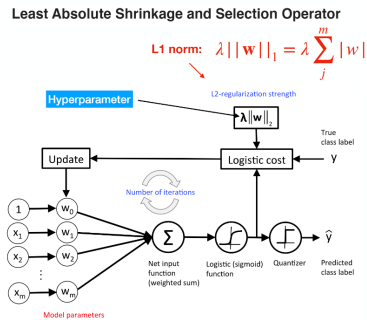 Least Absolute Shrinkage and Selection Operator
L1 norm: λ||w||₁ = λ ∑ⱼᵐ |w|
L2-regularization strength
Hyperparameter
λ‖w‖₂
True
class label
Update
Logistic cost
y
Number of iterations
1
w₀
x₁
w₁
x₂
w₂
⋮
xₘ
wₘ
Σ
ŷ
Net input
function
(weighted sum)
Logistic (sigmoid)
function
Quantizer
Predicted
class label
Model parameters